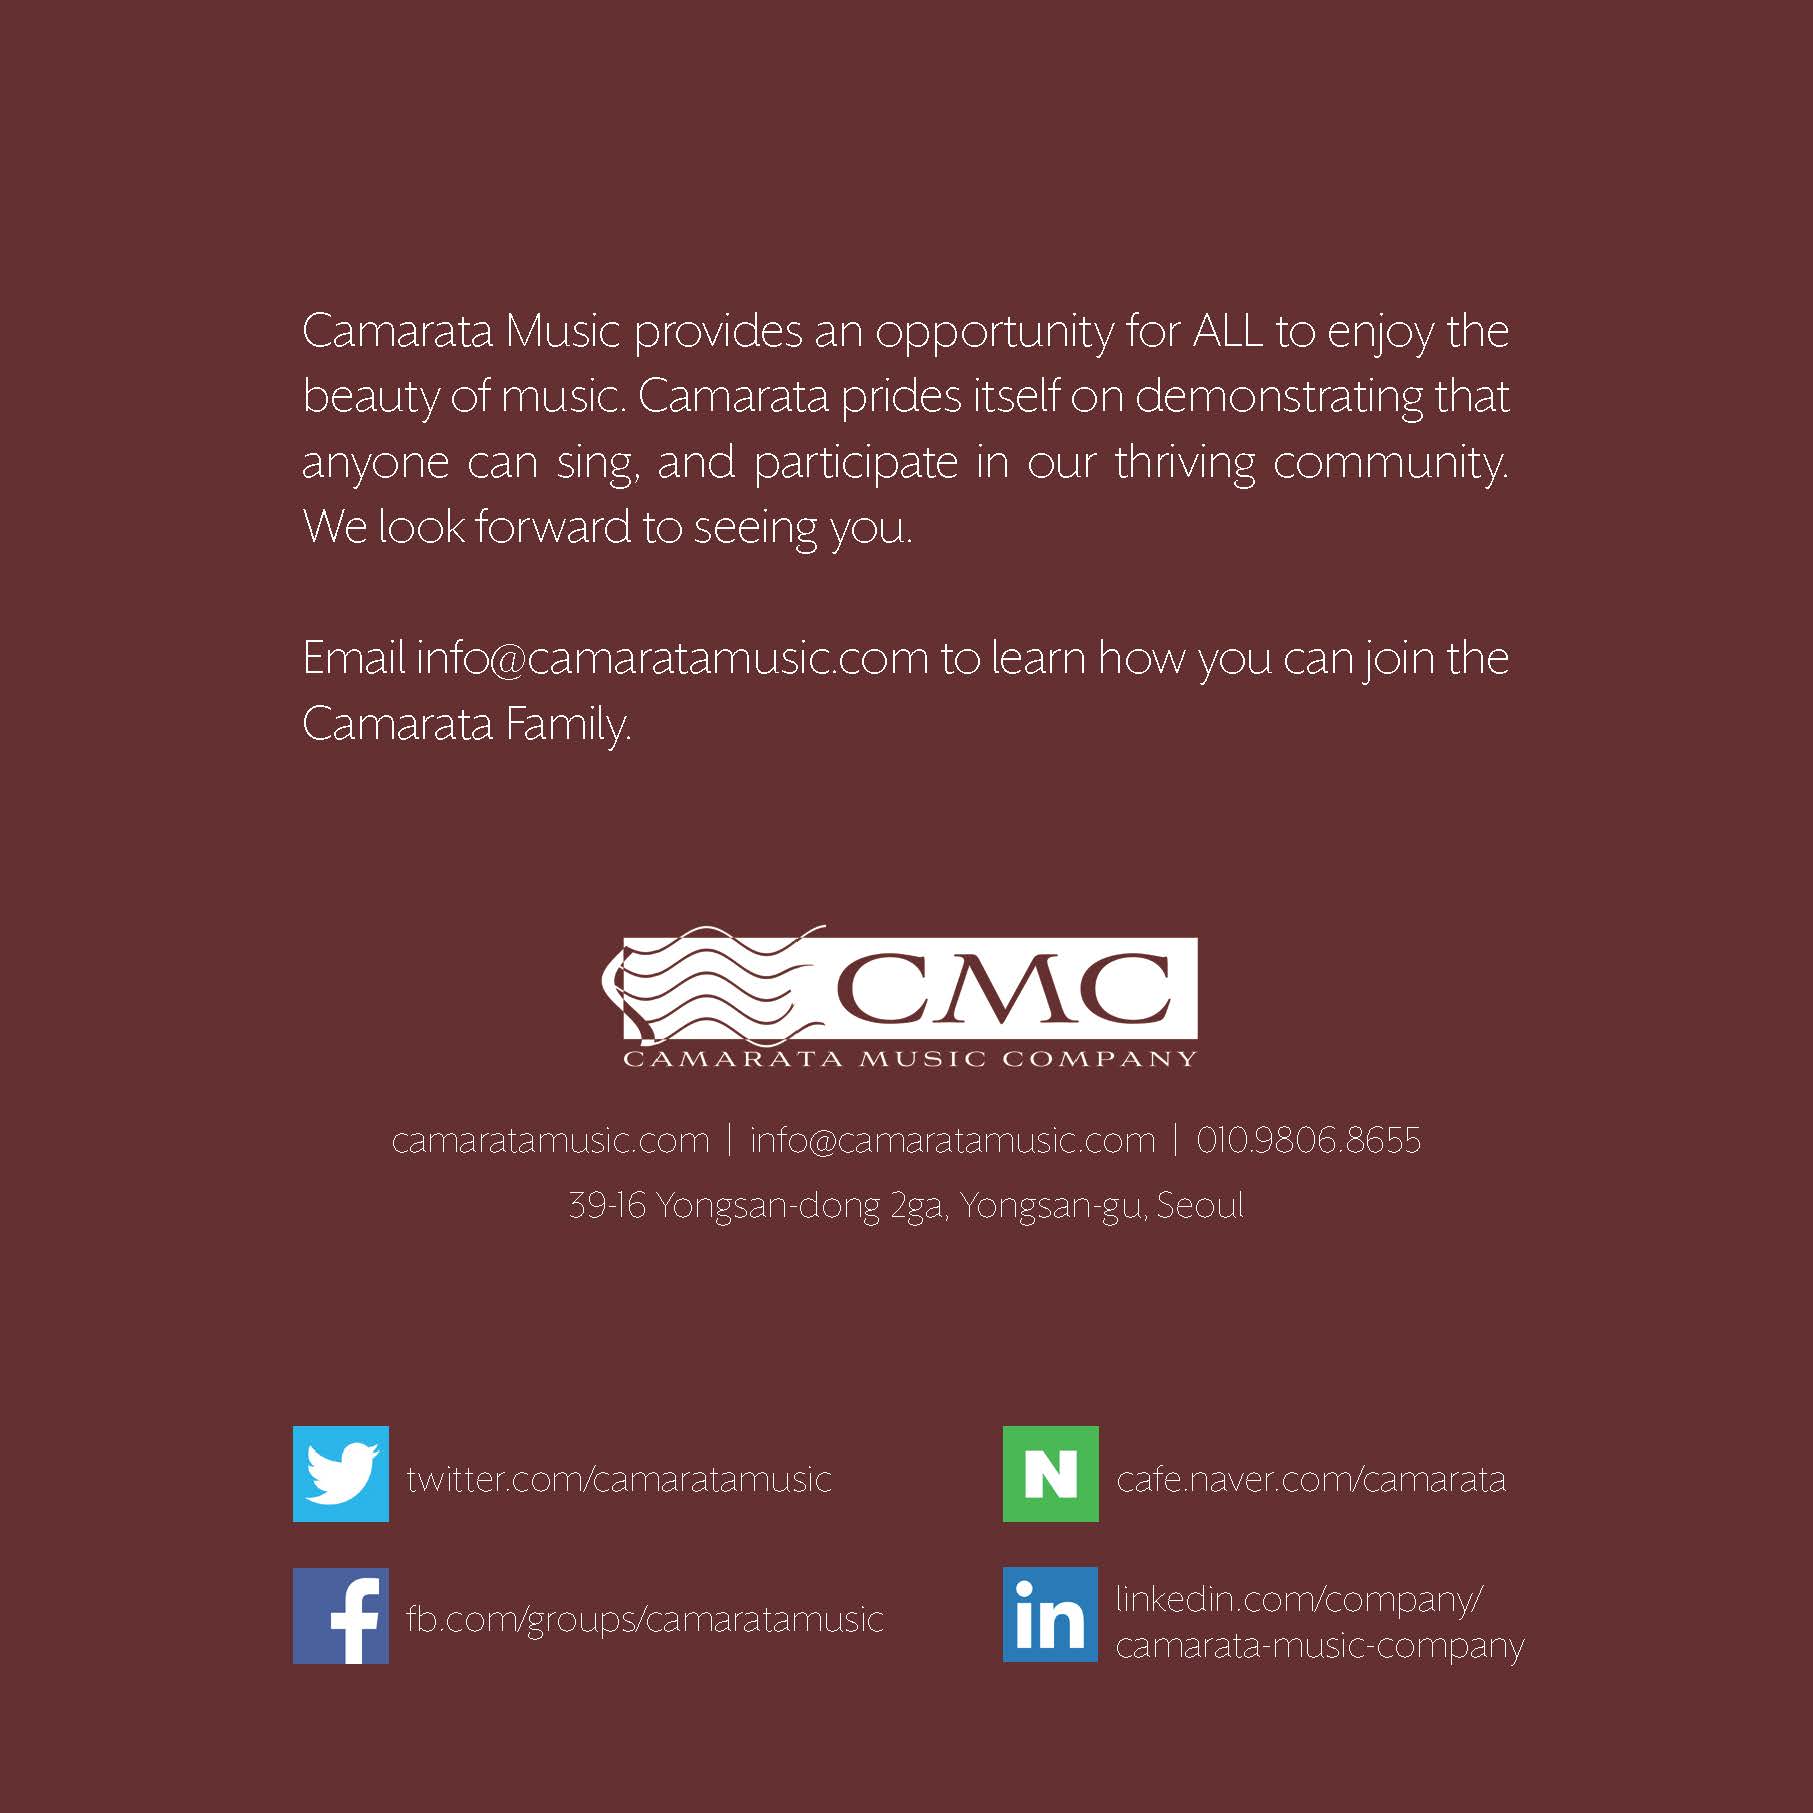 Camarata Music provides an opportunity for ALL to enjoy the
beauty of music. Camarata prides itself on demonstrating that
anyone can sing, and participate in our thriving community.
We look forward to seeing you.
Email info@camaratamusic.com to learn how you can join the
Camarata Family.
CMC
CAMARATA MUSIC COMPANY
camaratamusic.com | info@camaratamusic.com | 010.9806.8655
39-16 Yongsan-dong 2ga, Yongsan-gu, Seoul
twitter.com/camaratamusic
N cafe.naver.com/camarata
f fb.com/groups/camaratamusic
in linkedin.com/company/
camarata-music-company